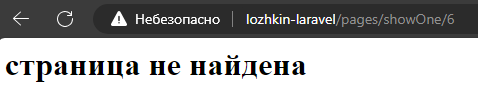 Небезопасно lozhkin-laravel/pages/showOne/6
страница не найдена